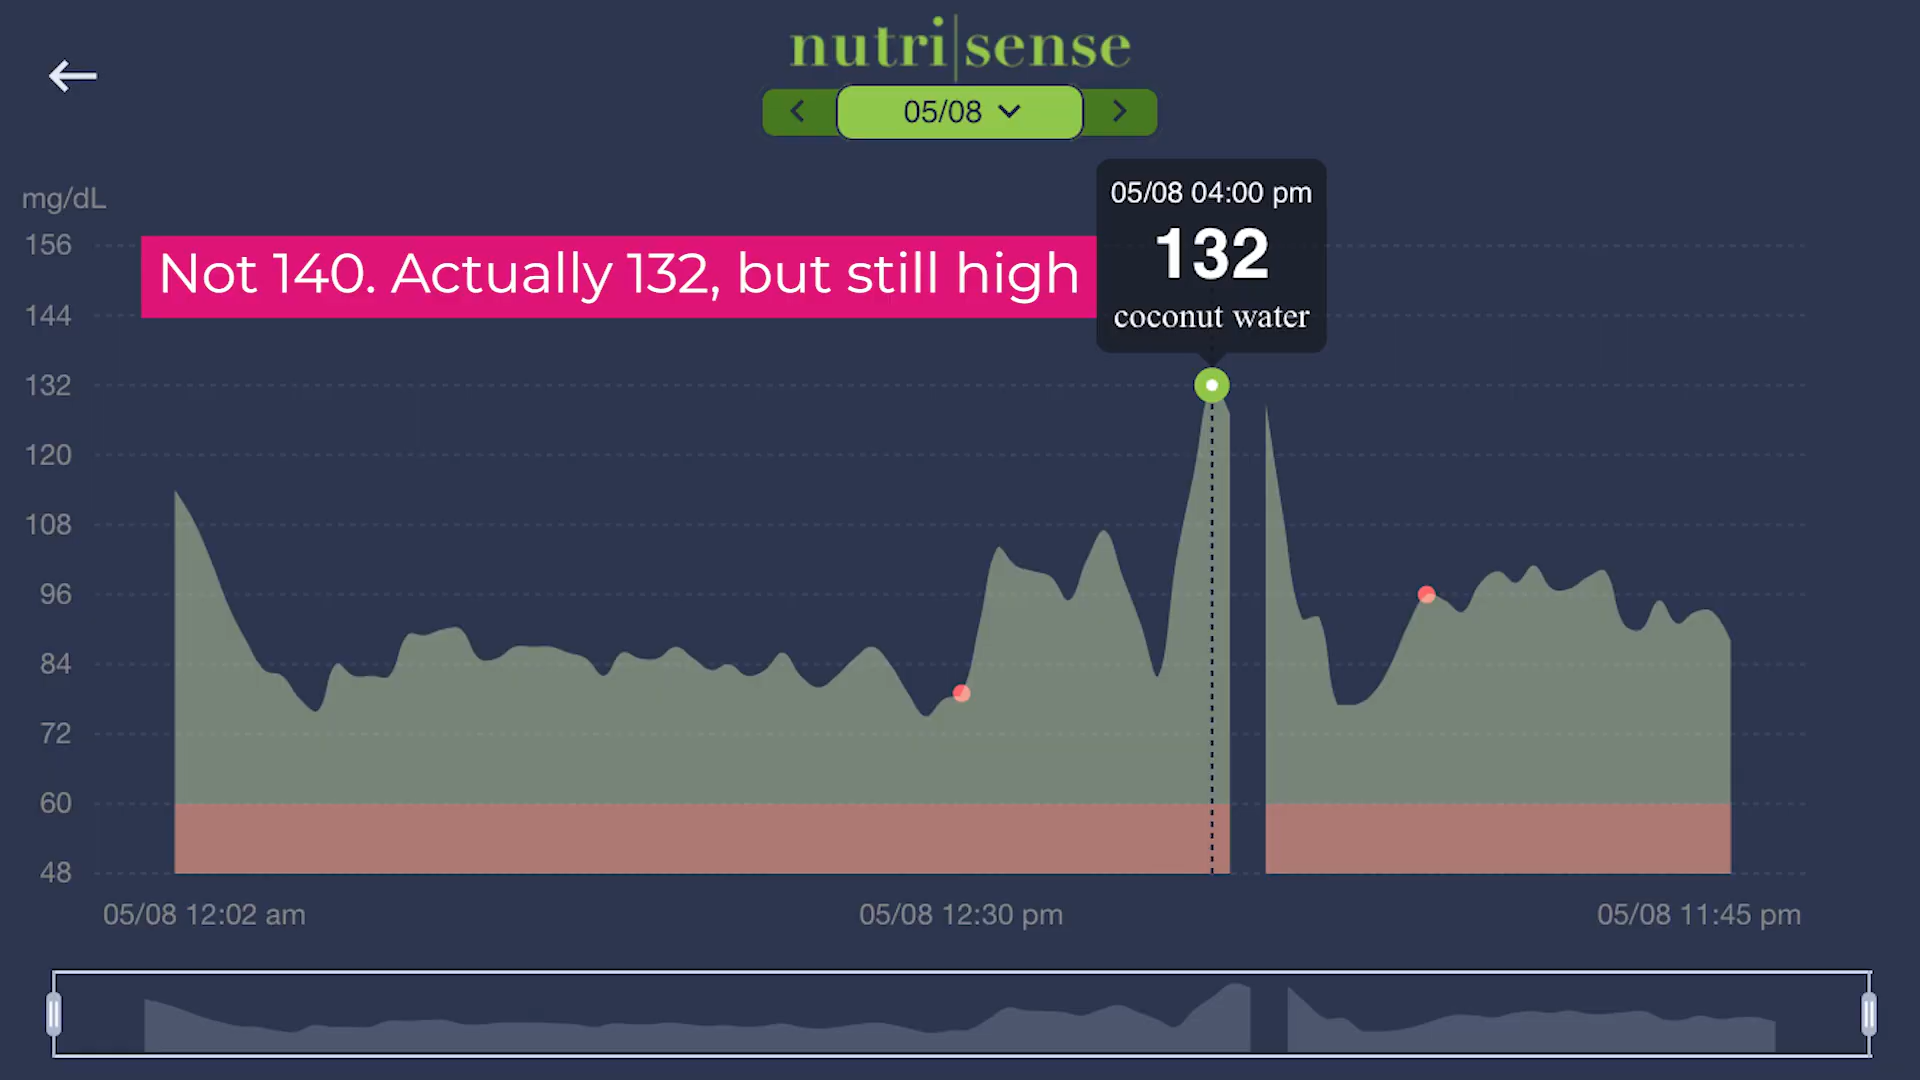 nutri|sense
05/08
mg/dL
05/08 04:00 pm
132
coconut water
Not 140. Actually 132, but still high
156
144
132
120
108
96
84
72
60
48
05/08 12:02 am
05/08 12:30 pm
05/08 11:45 pm